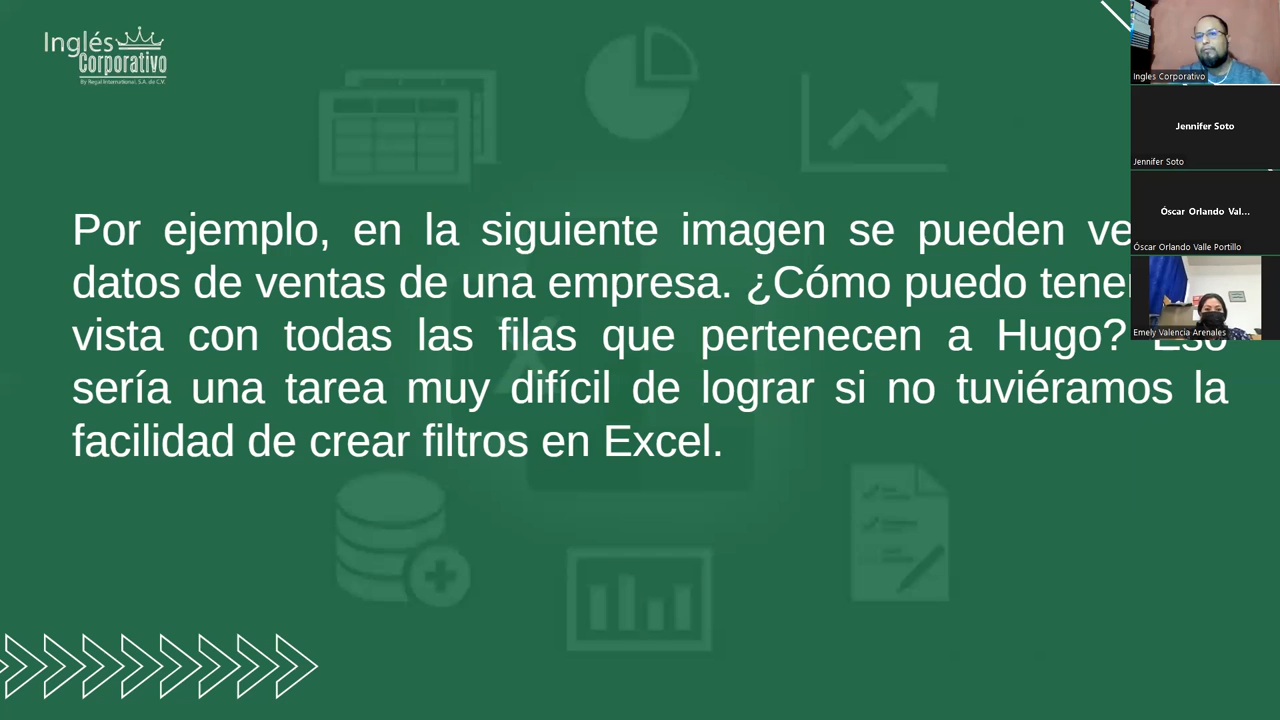 Inglés
Corporativo
By Regal International, S.A. de C.V.
Por ejemplo, en la siguiente imagen se pueden
datos de ventas de una empresa. ¿Cómo puedo tener
vista con todas las filas que pertenecen a Hugo? Eso
sería una tarea muy difícil de lograr si no tuviéramos la
facilidad de crear filtros en Excel.
Ingles Corporativo
Jennifer Soto
Jennifer Soto
Óscar Orlando Val...
Óscar Orlando Valle Portillo
Emely Valencia Arenales